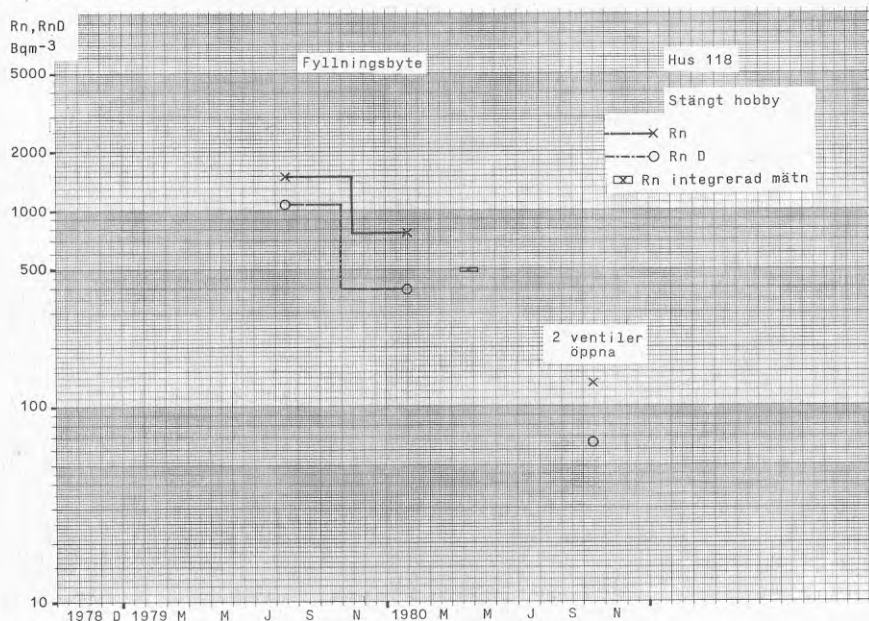 Rn,RnD
Bqm-3
Fyllningsbyte
Hus 118
5000
Stängt hobby
Rn
2000
Rn D
Rn integrerad mätn
1000
500
2 ventiler
öppna
100
10
1978 D 1979 M M J S N 1980 M M J S N